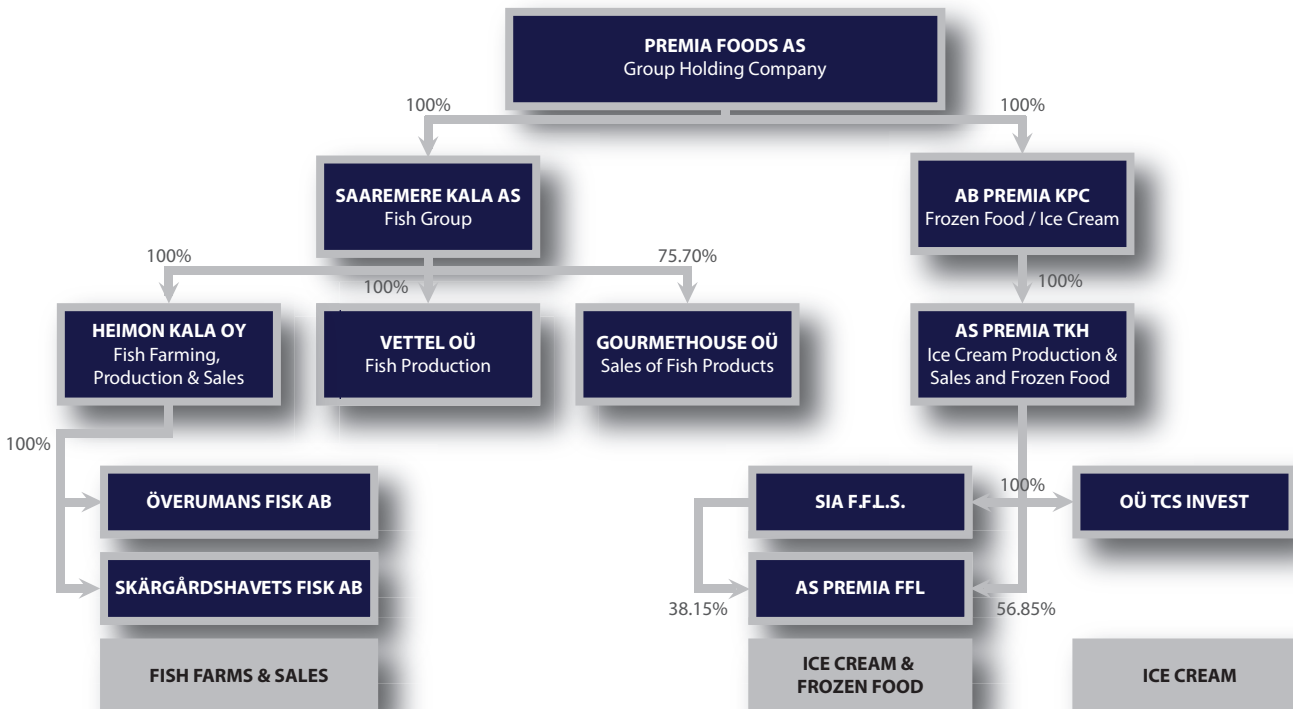 PREMIA FOODS AS
Group Holding Company
100%
100%
SAAREMERE KALA AS
Fish Group
AB PREMIA KPC
Frozen Food / Ice Cream
100%
100%
75.70%
100%
HEIMON KALA OY
Fish Farming,
Production & Sales
VETTEL OÜ
Fish Production
GOURMETHOUSE OÜ
Sales of Fish Products
AS PREMIA TKH
Ice Cream Production &
Sales and Frozen Food
100%
ÖVERUMANS FISK AB
SIA F.F.L.S.
100%
OÜ TCS INVEST
SKÄRGÅRDSHAVETS FISK AB
AS PREMIA FFL
38.15%
56.85%
FISH FARMS & SALES
ICE CREAM &
FROZEN FOOD
ICE CREAM